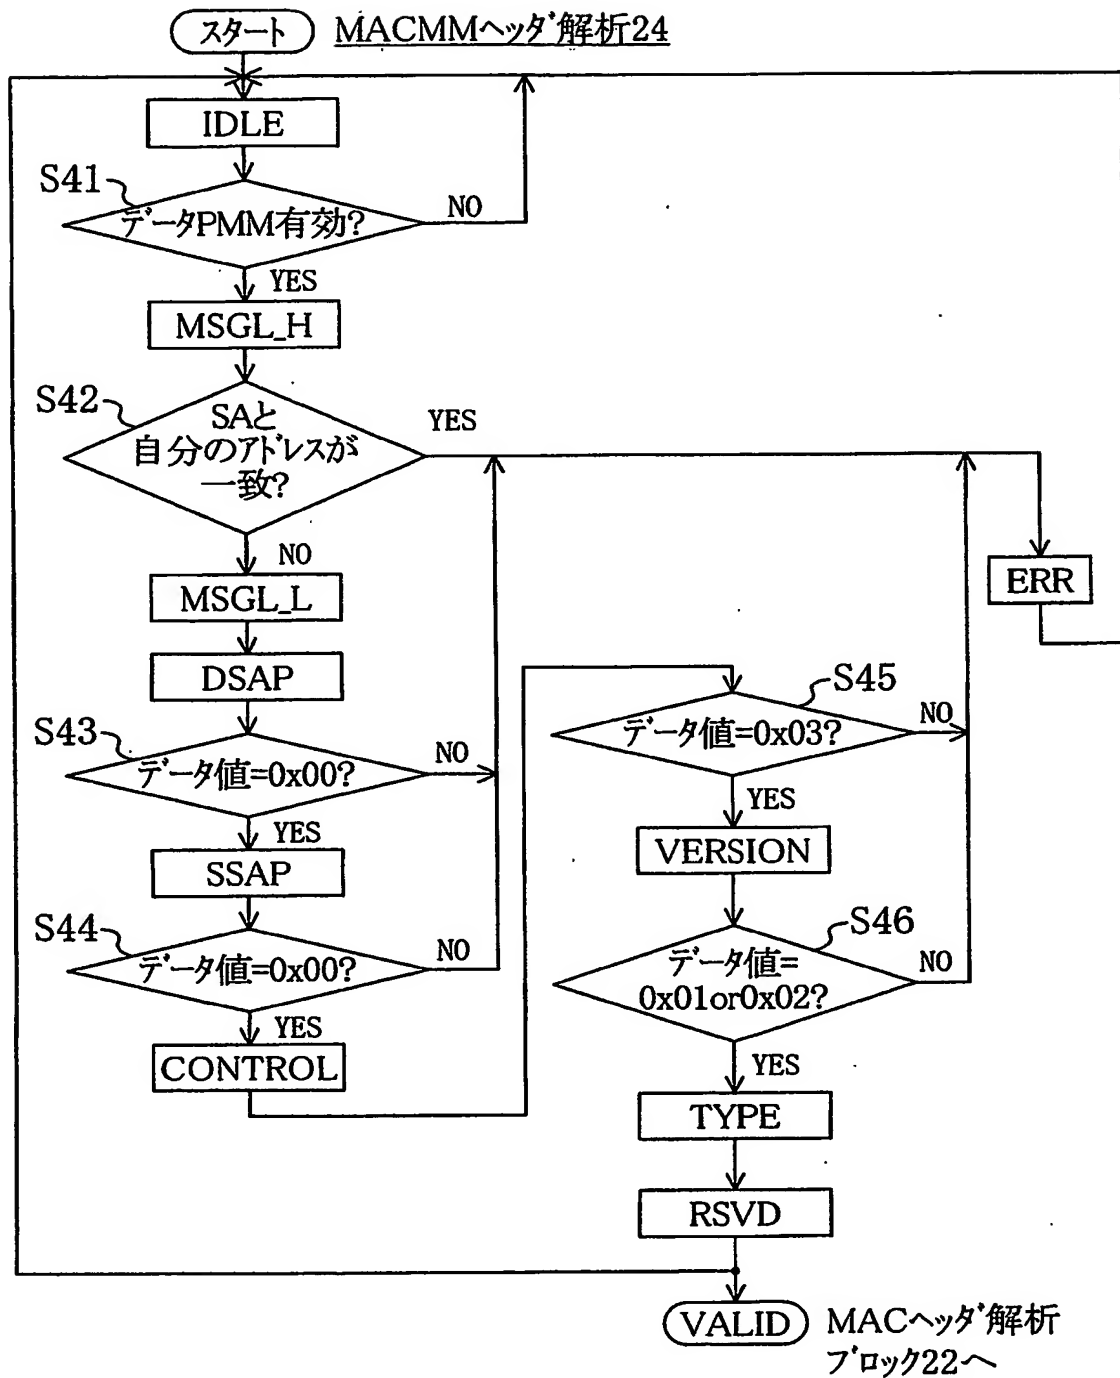 スタート
MACMMヘッダ解析24
IDLE
S41
データPMM有効?
NO
YES
MSGL_H
S42
SAと
自分のアドレスが
一致?
YES
NO
MSGL_L
DSAP
S43
データ値=0x00?
NO
YES
SSAP
S44
データ値=0x00?
NO
YES
CONTROL
S45
データ値=0x03?
NO
YES
VERSION
S46
データ値=
0x01or0x02?
NO
YES
TYPE
RSVD
VALID
MACヘッダ解析
ブロック22へ
ERR